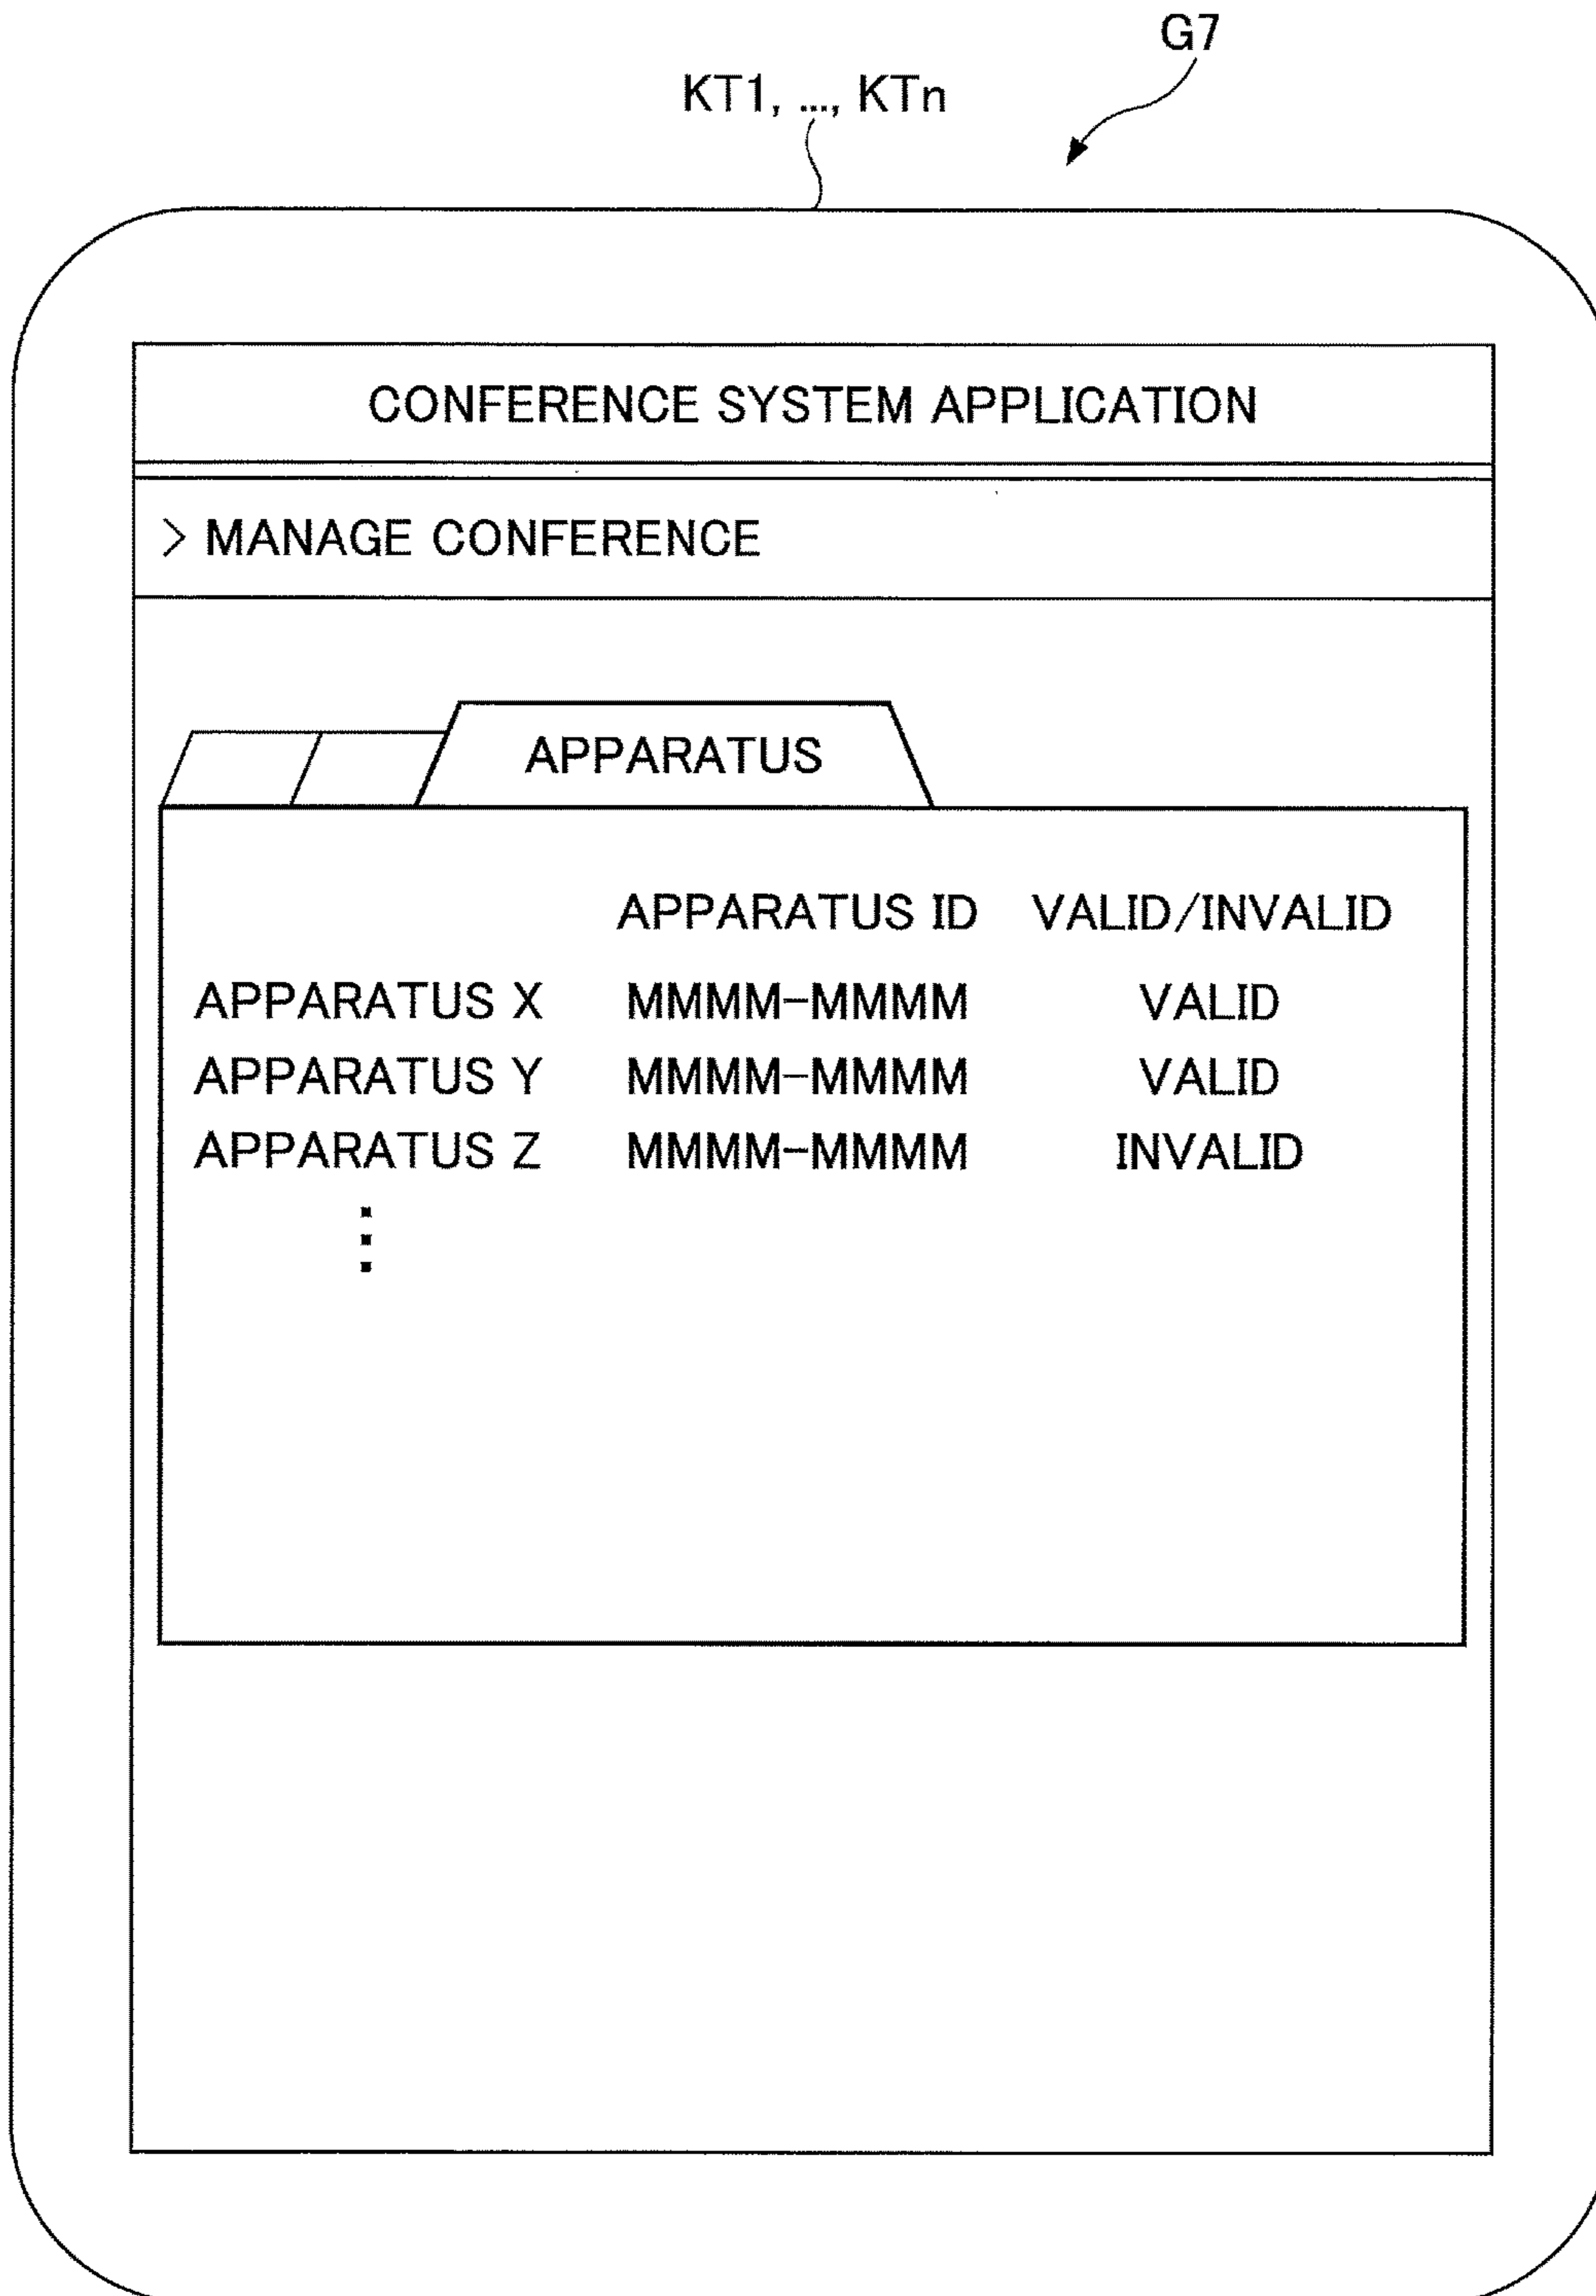 G7
KT1, ..., KTn
CONFERENCE SYSTEM APPLICATION
> MANAGE CONFERENCE
APPARATUS
APPARATUS ID VALID/INVALID
APPARATUS X MMMM-MMMM VALID
APPARATUS Y MMMM-MMMM VALID
APPARATUS Z MMMM-MMMM INVALID